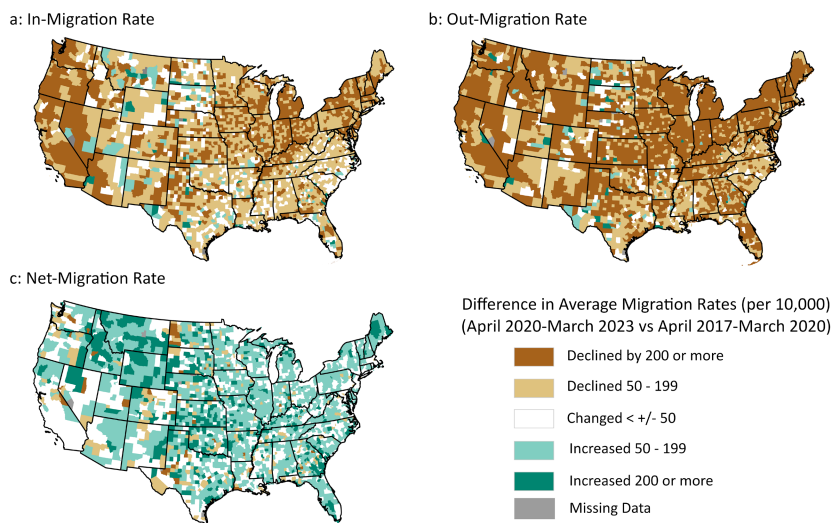 a: In-Migration Rate
b: Out-Migration Rate
c: Net-Migration Rate
Difference in Average Migration Rates (per 10,000)
(April 2020-March 2023 vs April 2017-March 2020)
Declined by 200 or more
Declined 50 - 199
Changed < +/- 50
Increased 50 - 199
Increased 200 or more
Missing Data